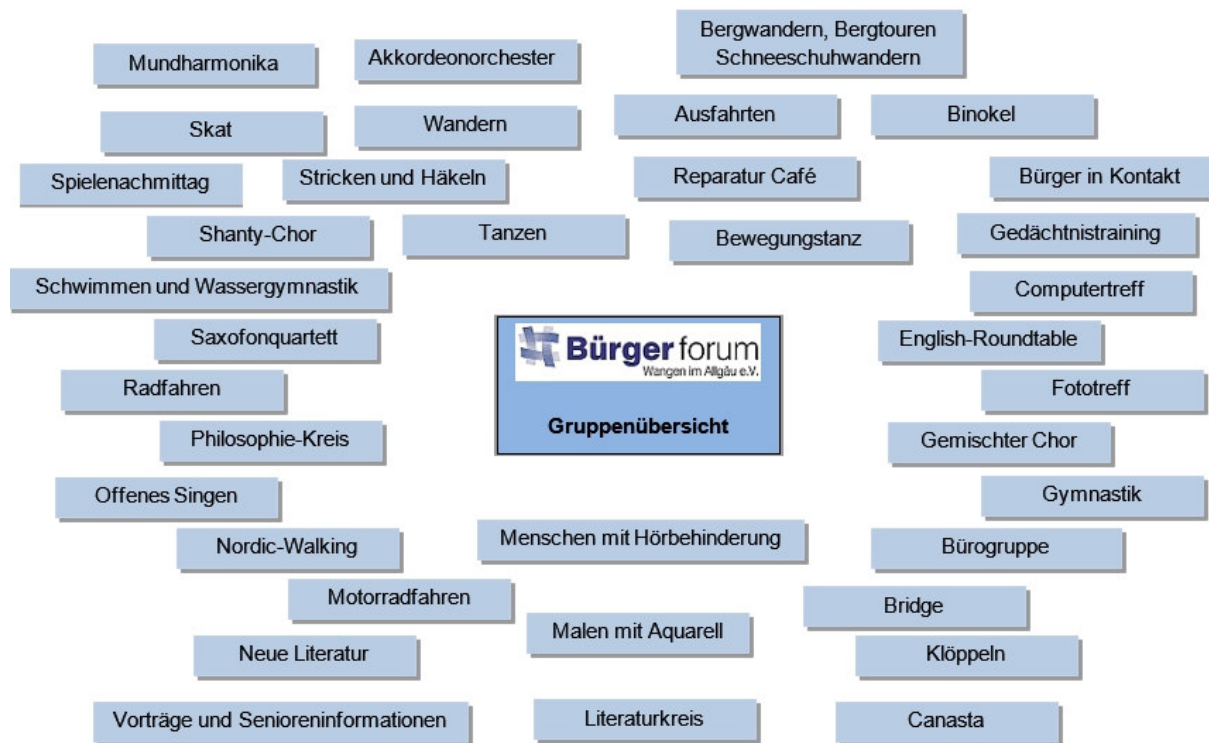 Mundharmonika
Akkordeonorchester
Bergwandern, Bergtouren
Schneeschuhwandern
Skat
Wandern
Ausfahrten
Binokel
Spielenachmittag
Stricken und Häkeln
Reparatur Café
Bürger in Kontakt
Shanty-Chor
Tanzen
Bewegungstanz
Gedächtnistraining
Schwimmen und Wassergymnastik
Computertreff
Saxofonquartett
Bürgerforum
Wangen im Allgäu e.V.
Gruppenübersicht
English-Roundtable
Radfahren
Fototreff
Philosophie-Kreis
Gemischter Chor
Offenes Singen
Gymnastik
Nordic-Walking
Menschen mit Hörbehinderung
Bürogruppe
Motorradfahren
Bridge
Malen mit Aquarell
Neue Literatur
Klöppeln
Vorträge und Senioreninformationen
Literaturkreis
Canasta